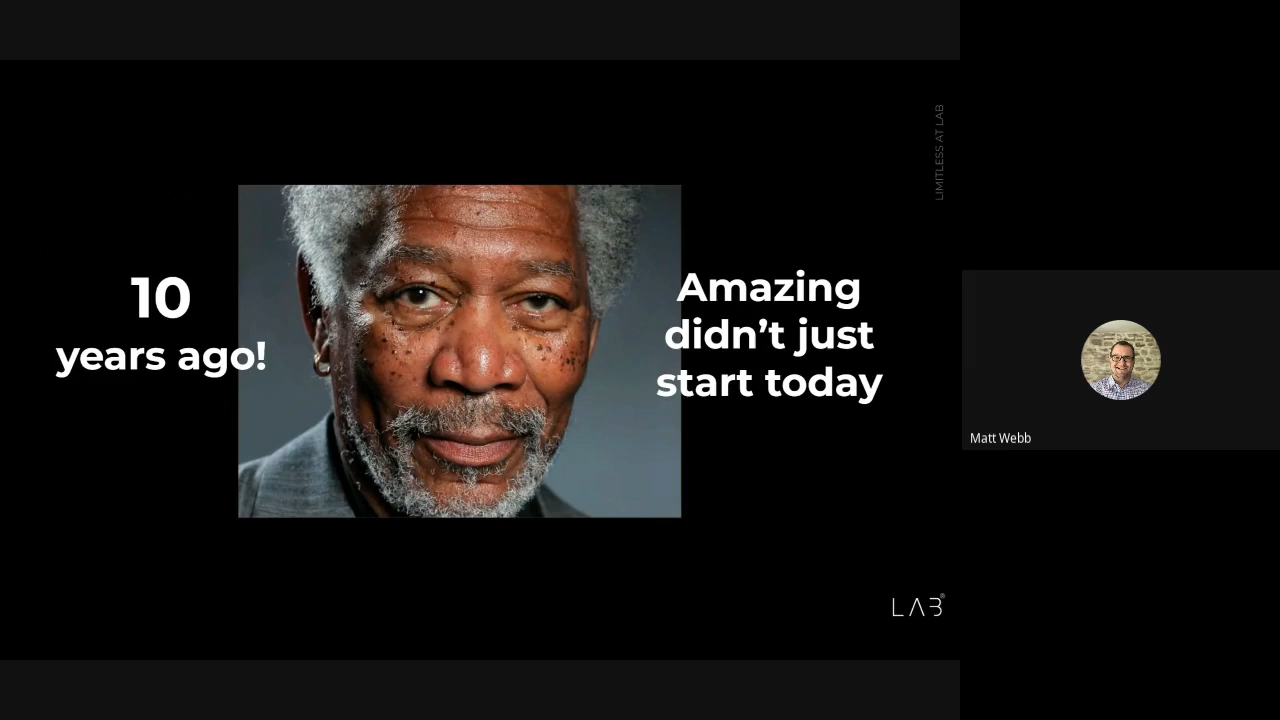 LIMITLESS AT LAB
10
years ago!
Amazing
didn’t just
start today
Matt Webb
LAB®